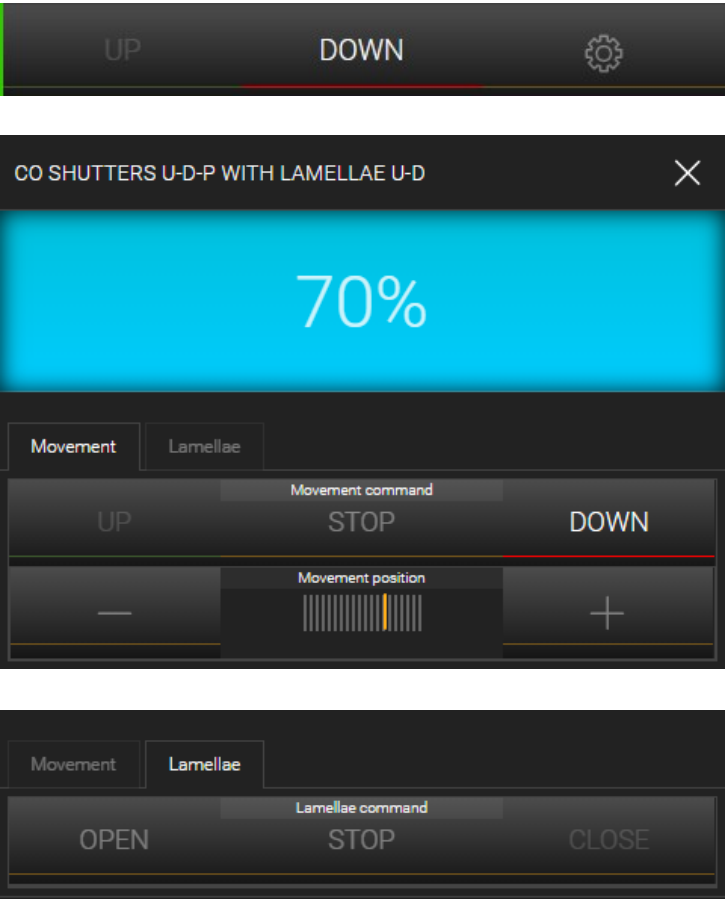 UP DOWN
CO SHUTTERS U-D-P WITH LAMELLAE U-D
70%
Movement Lamellae
Movement command
UP STOP DOWN
Movement position
Movement Lamellae
Lamellae command
OPEN STOP CLOSE